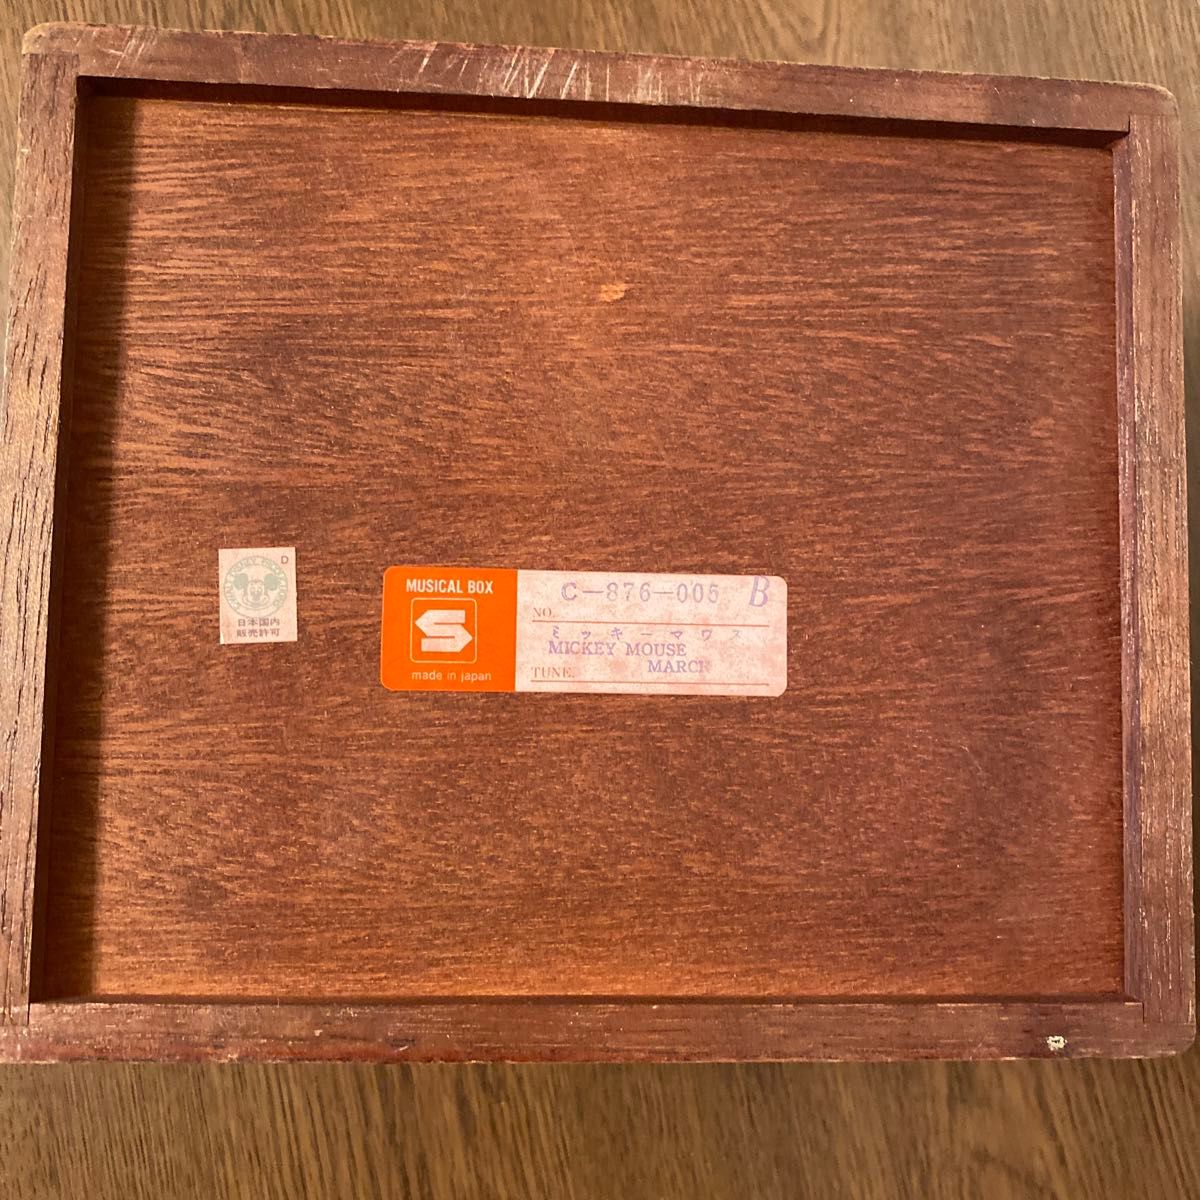 D
日本国内
販売許可
MUSICAL BOX
S
made in japan
C-876-005 B
NO.
ミッキーマウス
MICKEY MOUSE
MARCH
TUNE.